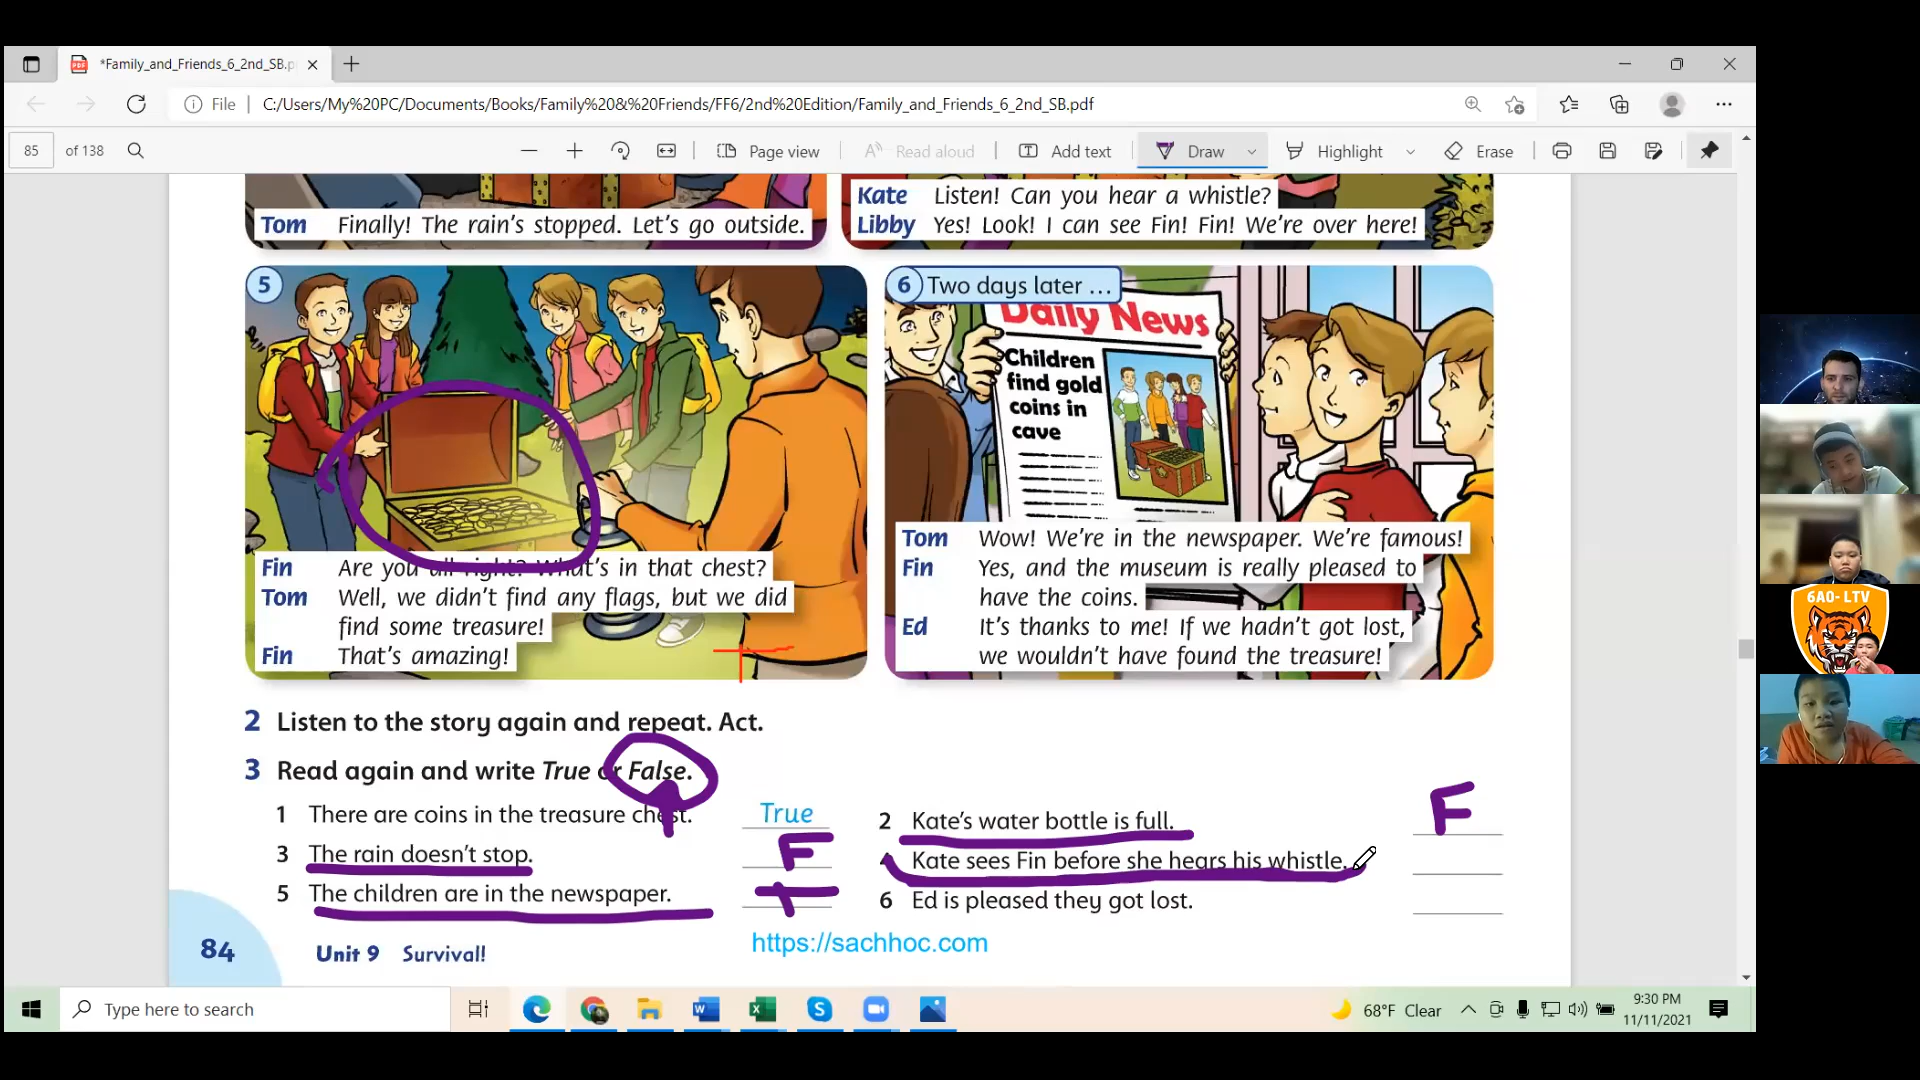 *Family_and_Friends_6_2nd_SB.p
File C:/Users/My%20PC/Documents/Books/Family%20&%20Friends/FF6/2nd%20Edition/Family_and_Friends_6_2nd_SB.pdf
85 of 138 Page view Read aloud Add text Draw Highlight Erase
Tom Finally! The rain's stopped. Let's go outside.
Kate Listen! Can you hear a whistle?
Libby Yes! Look! I can see Fin! Fin! We're over here!
5
Fin Are you all right? What's in that chest?
Tom Well, we didn't find any flags, but we did
find some treasure!
Fin That's amazing!
6 Two days later ...
Daily News
Children
find gold
coins in
cave
Tom Wow! We're in the newspaper. We're famous!
Fin Yes, and the museum is really pleased to
have the coins.
Ed It's thanks to me! If we hadn't got lost,
we wouldn't have found the treasure!
2 Listen to the story again and repeat. Act.
3 Read again and write True or False.
1 There are coins in the treasure chest. True
2 Kate's water bottle is full. F
3 The rain doesn't stop. F
4 Kate sees Fin before she hears his whistle.
5 The children are in the newspaper. T
6 Ed is pleased they got lost.
84 Unit 9 Survival!
https://sachhoc.com
6A0- LTV
Type here to search
68°F Clear
9:30 PM
11/11/2021